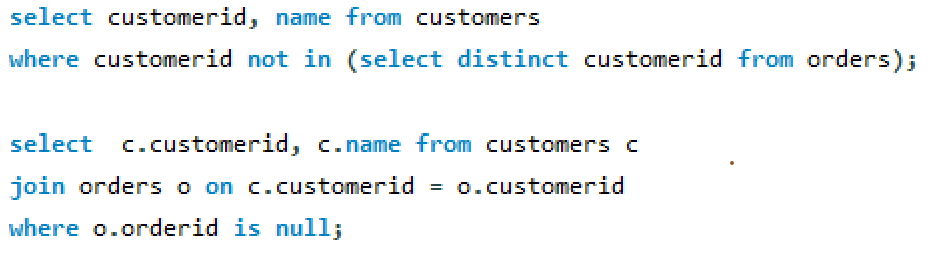 select customerid, name from customers
where customerid not in (select distinct customerid from orders);
select  c.customerid, c.name from customers c
join orders o on c.customerid = o.customerid
where o.orderid is null;